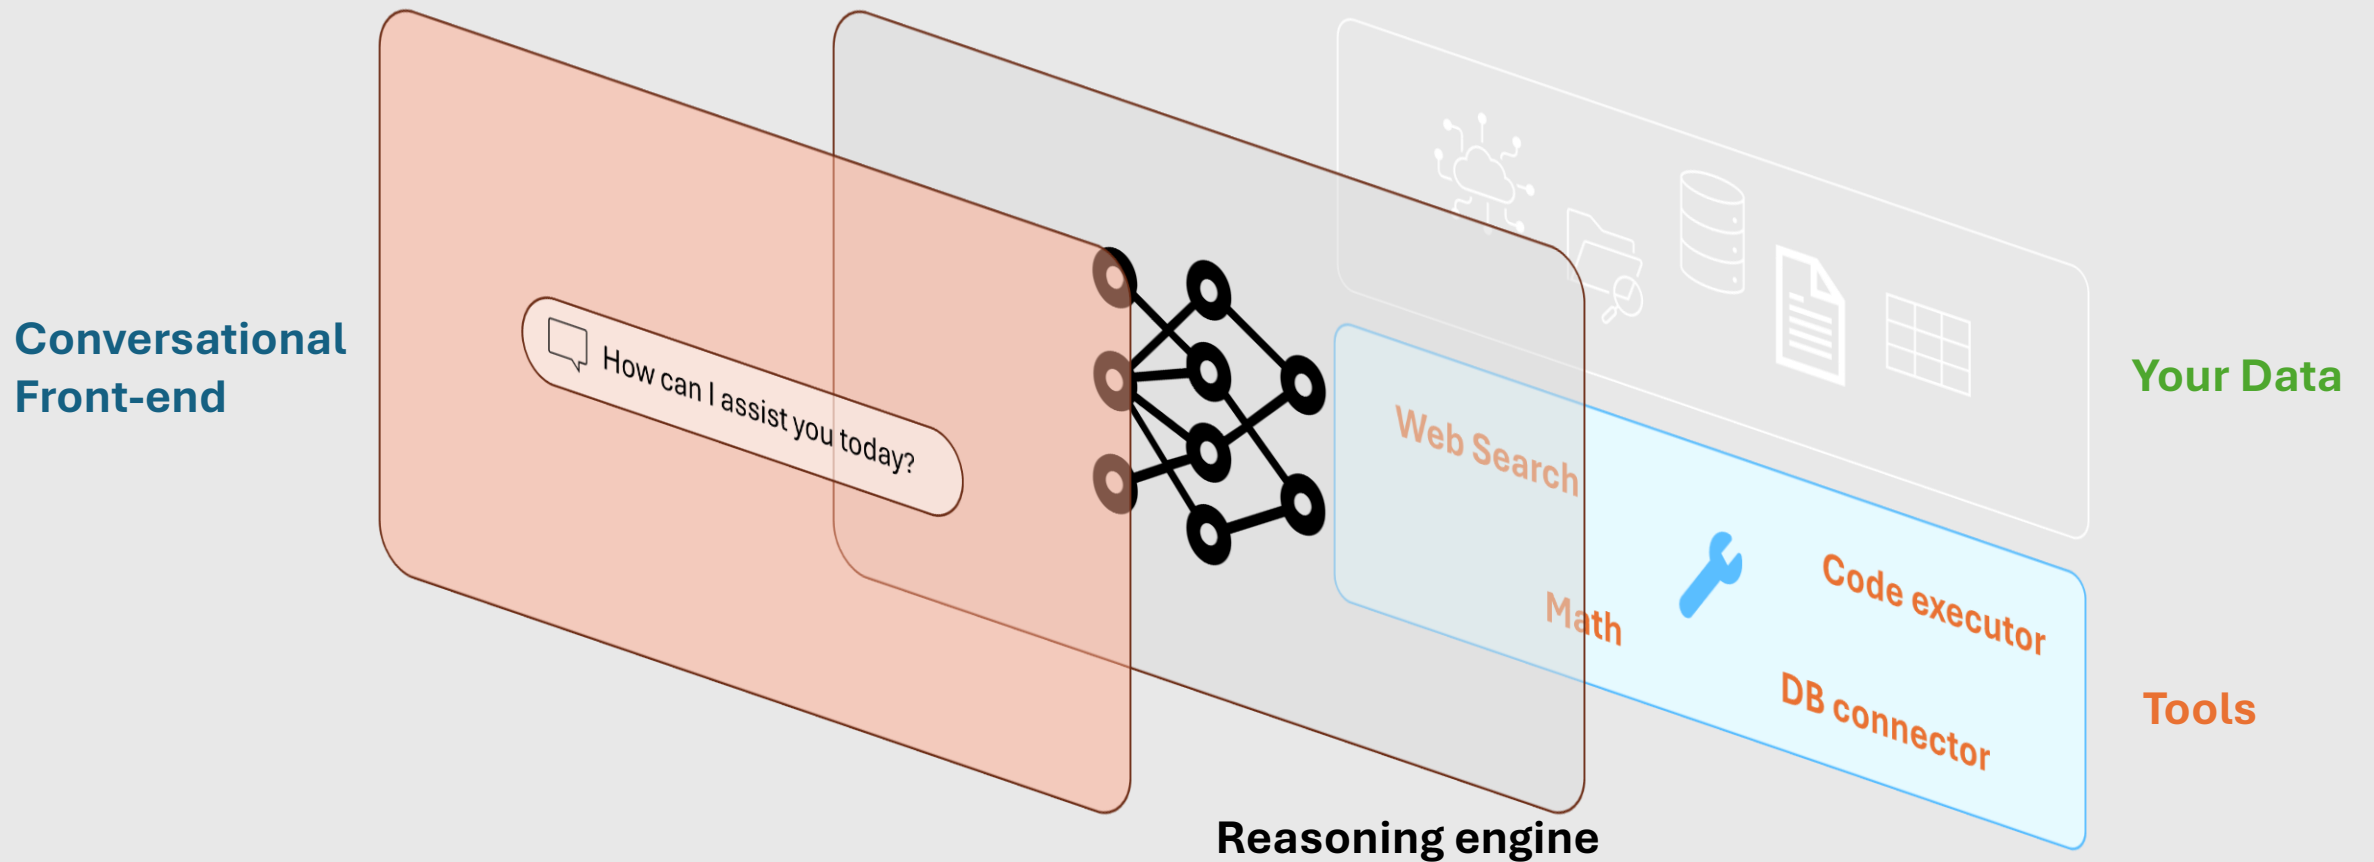 Conversational
Front-end
How can I assist you today?
Web Search
Math
Code executor
DB connector
Your Data
Tools
Reasoning engine